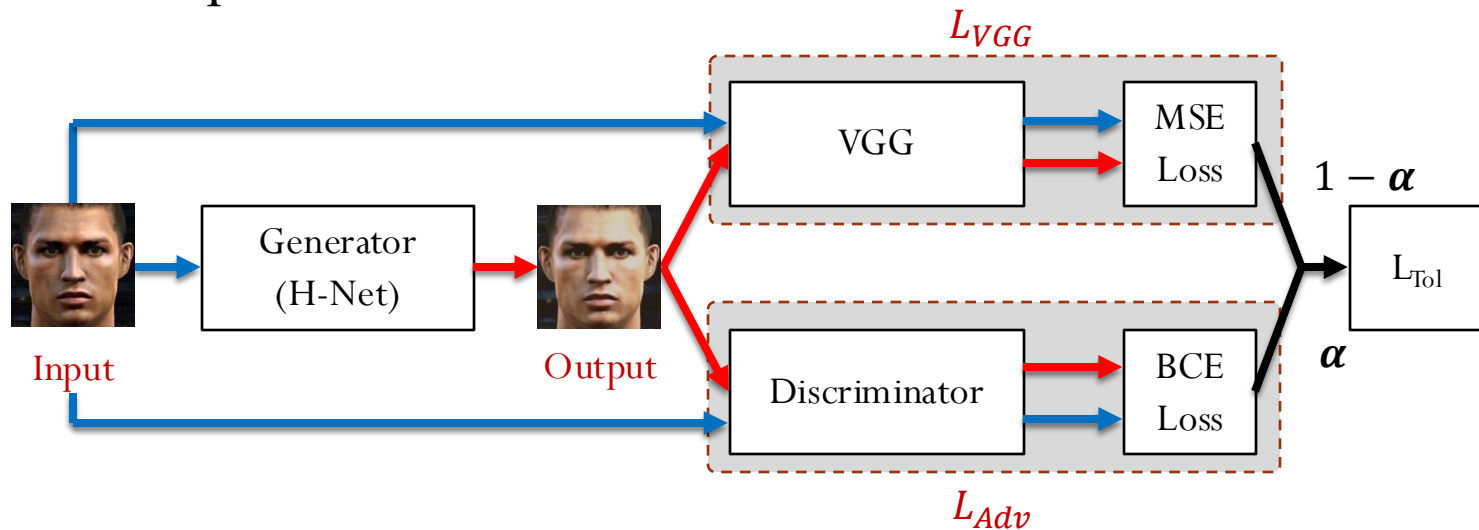 L_VGG
VGG
MSE
Loss
1 − α
Generator
(H-Net)
L_Tol
Input
Output
α
Discriminator
BCE
Loss
L_Adv